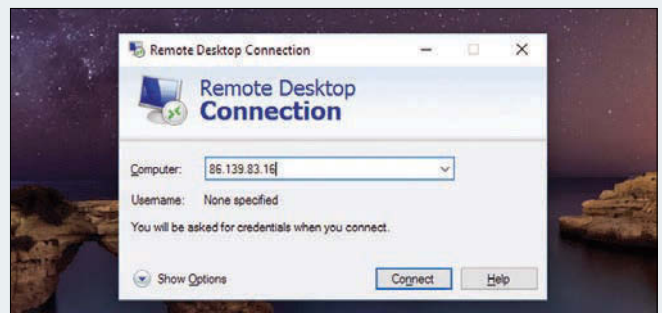 Remote Desktop Connection
Remote Desktop
Connection
Computer: 86.139.83.16
Username: None specified
You will be asked for credentials when you connect.
Show Options Connect Help